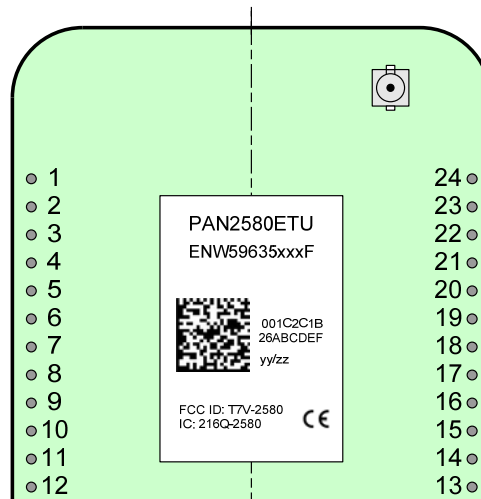 1 24
2 23
3 22
4 21
5 20
6 19
7 18
8 17
9 16
10 15
11 14
12 13
PAN2580ETU
ENW59635xxxF
001C2C1B
26ABCDEF
yy/zz
FCC ID: T7V-2580
IC: 216Q-2580
CE